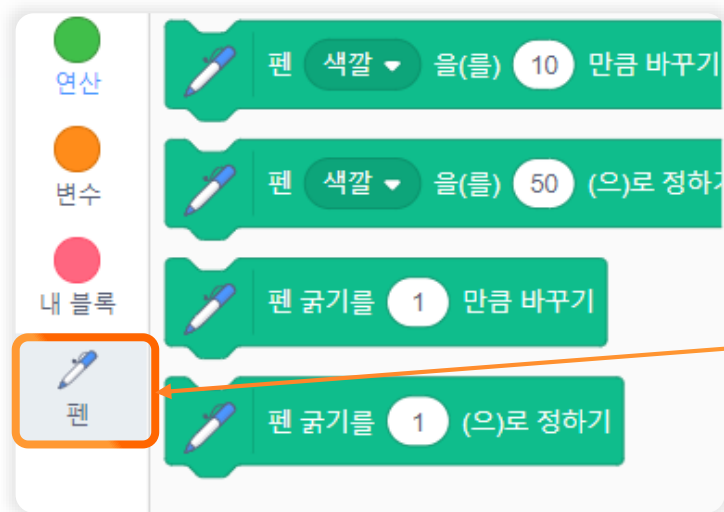 연산
변수
내 블록
펜
펜 색깔 을(를) 10 만큼 바꾸기
펜 색깔 을(를) 50 (으)로 정하
펜 굵기를 1 만큼 바꾸기
펜 굵기를 1 (으)로 정하기